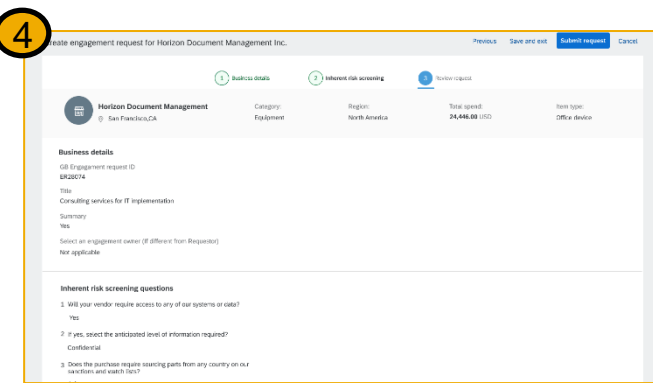 4
reate engagement request for Horizon Document Management Inc.
Previous Save and exit Submit request Cancel
1 Business details 2 Inherent risk screening 3 Review request
Horizon Document Management Category: Region: Total spend: Item type:
San Francisco,CA Equipment North America 24,446.00 USD Office device
Business details
GB Engagement request ID
ER28074
Title
Consulting services for IT Implementation
Summary
Yes
Select an engagement owner (if different from Requestor)
Not applicable
Inherent risk screening questions
1 Will your vendor require access to any of our systems or data?
Yes
2 If yes, select the anticipated level of information required?
Confidential
3 Does the purchase require sourcing parts from any country on our
sanctions and watch lists?